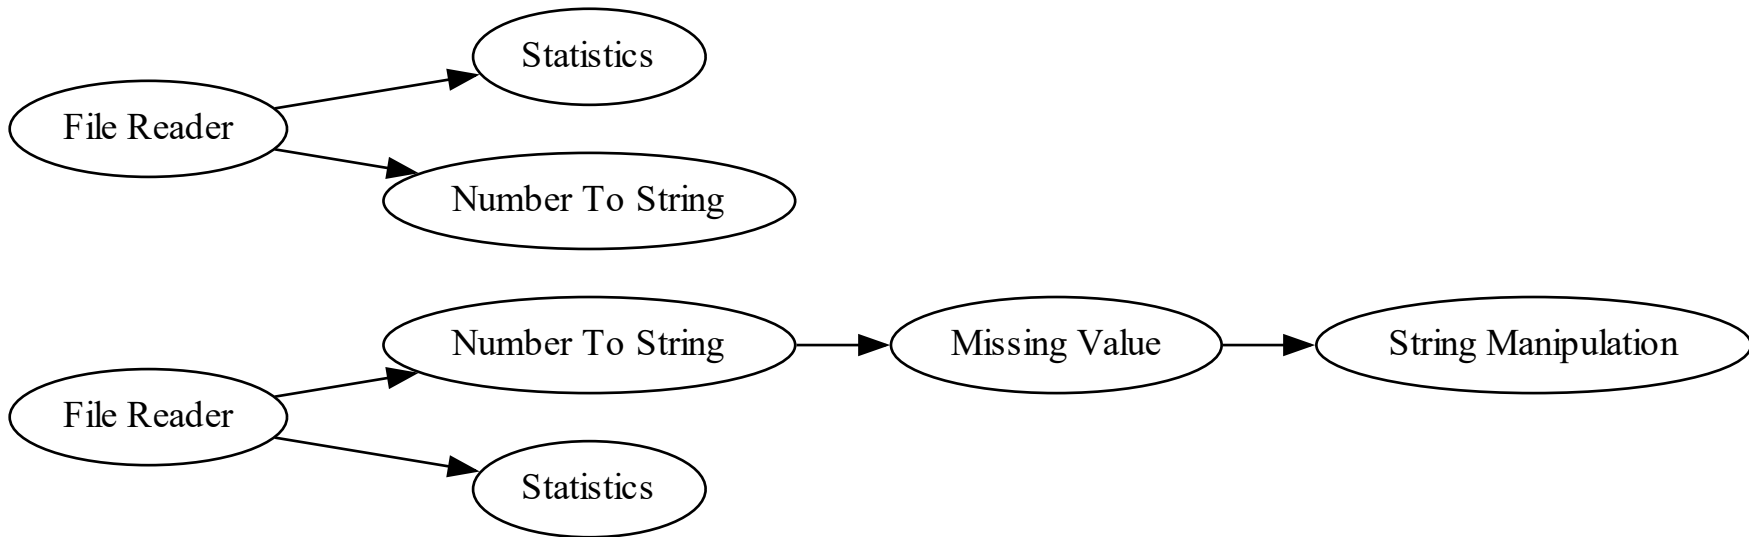 Statistics
File Reader
Number To String
Number To String
Missing Value
String Manipulation
File Reader
Statistics